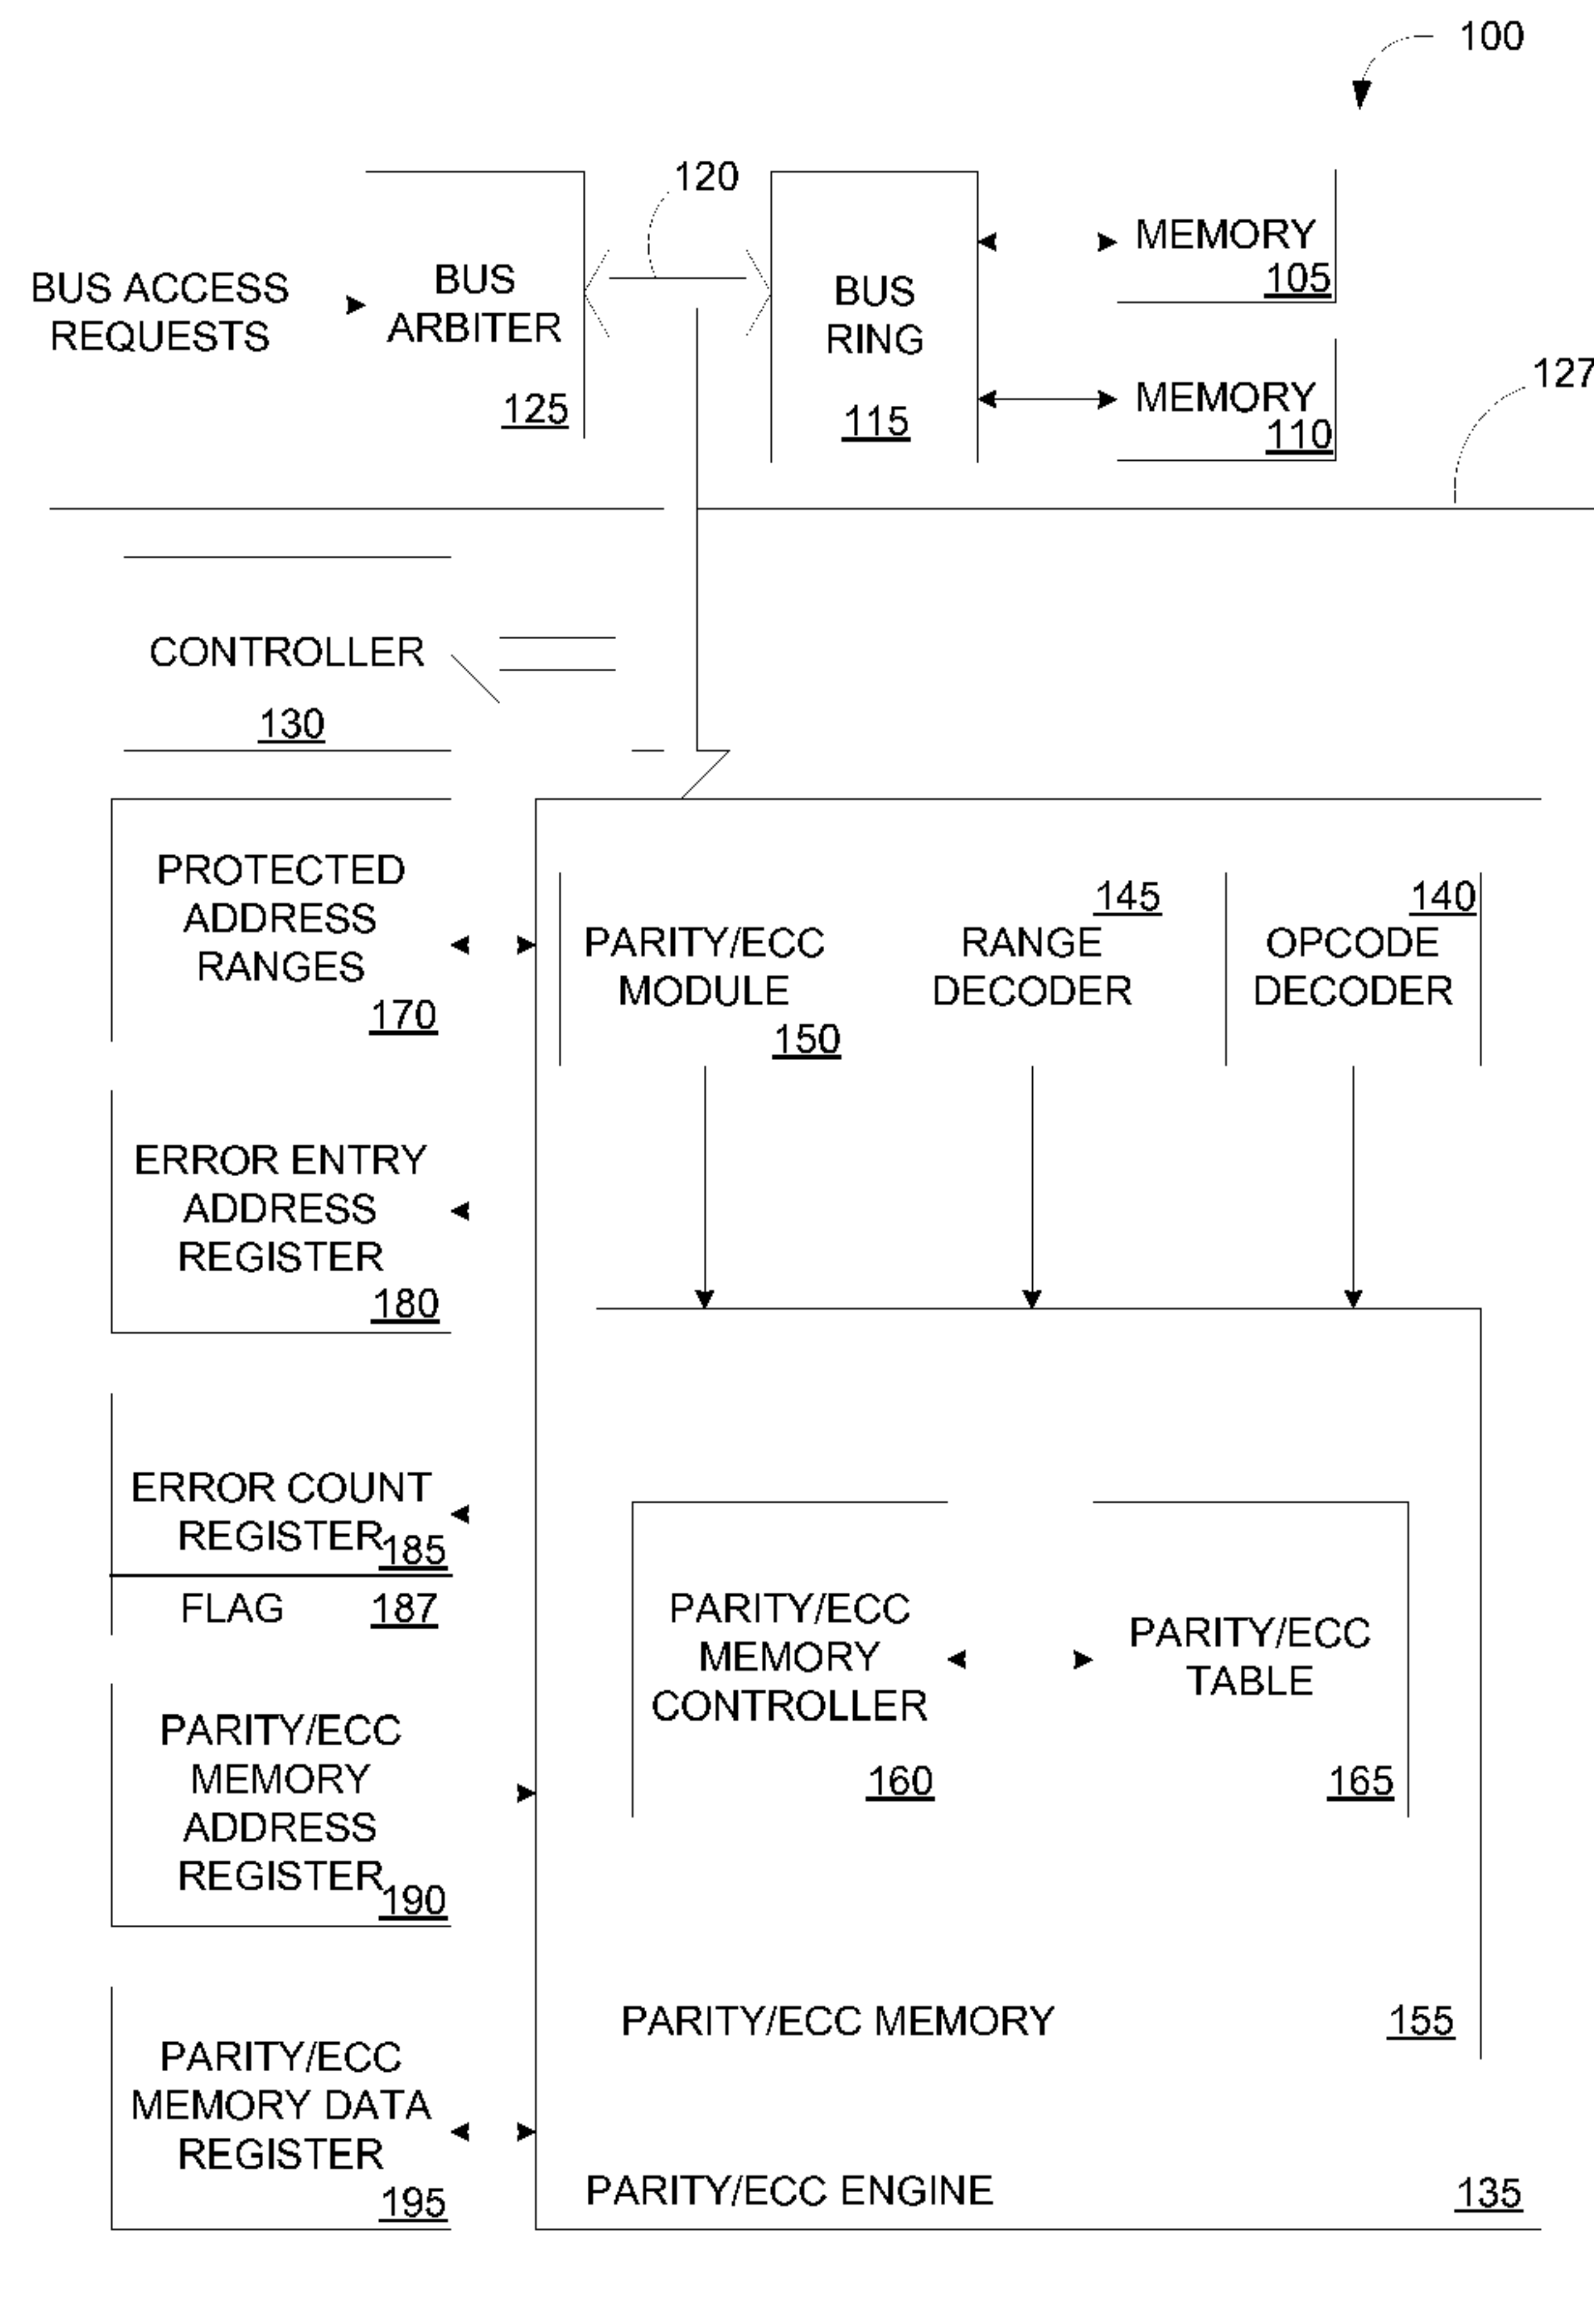 100
120
BUS ACCESS
REQUESTS
BUS
ARBITER
125
BUS
RING
115
MEMORY
105
MEMORY
110
127
CONTROLLER
130
PROTECTED
ADDRESS
RANGES
170
PARITY/ECC
MODULE
150
145
RANGE
DECODER
140
OPCODE
DECODER
ERROR ENTRY
ADDRESS
REGISTER
180
ERROR COUNT
REGISTER
185
FLAG 187
PARITY/ECC
MEMORY
CONTROLLER
160
PARITY/ECC
TABLE
165
PARITY/ECC
MEMORY
ADDRESS
REGISTER
190
PARITY/ECC MEMORY 155
PARITY/ECC
MEMORY DATA
REGISTER
195
PARITY/ECC ENGINE 135